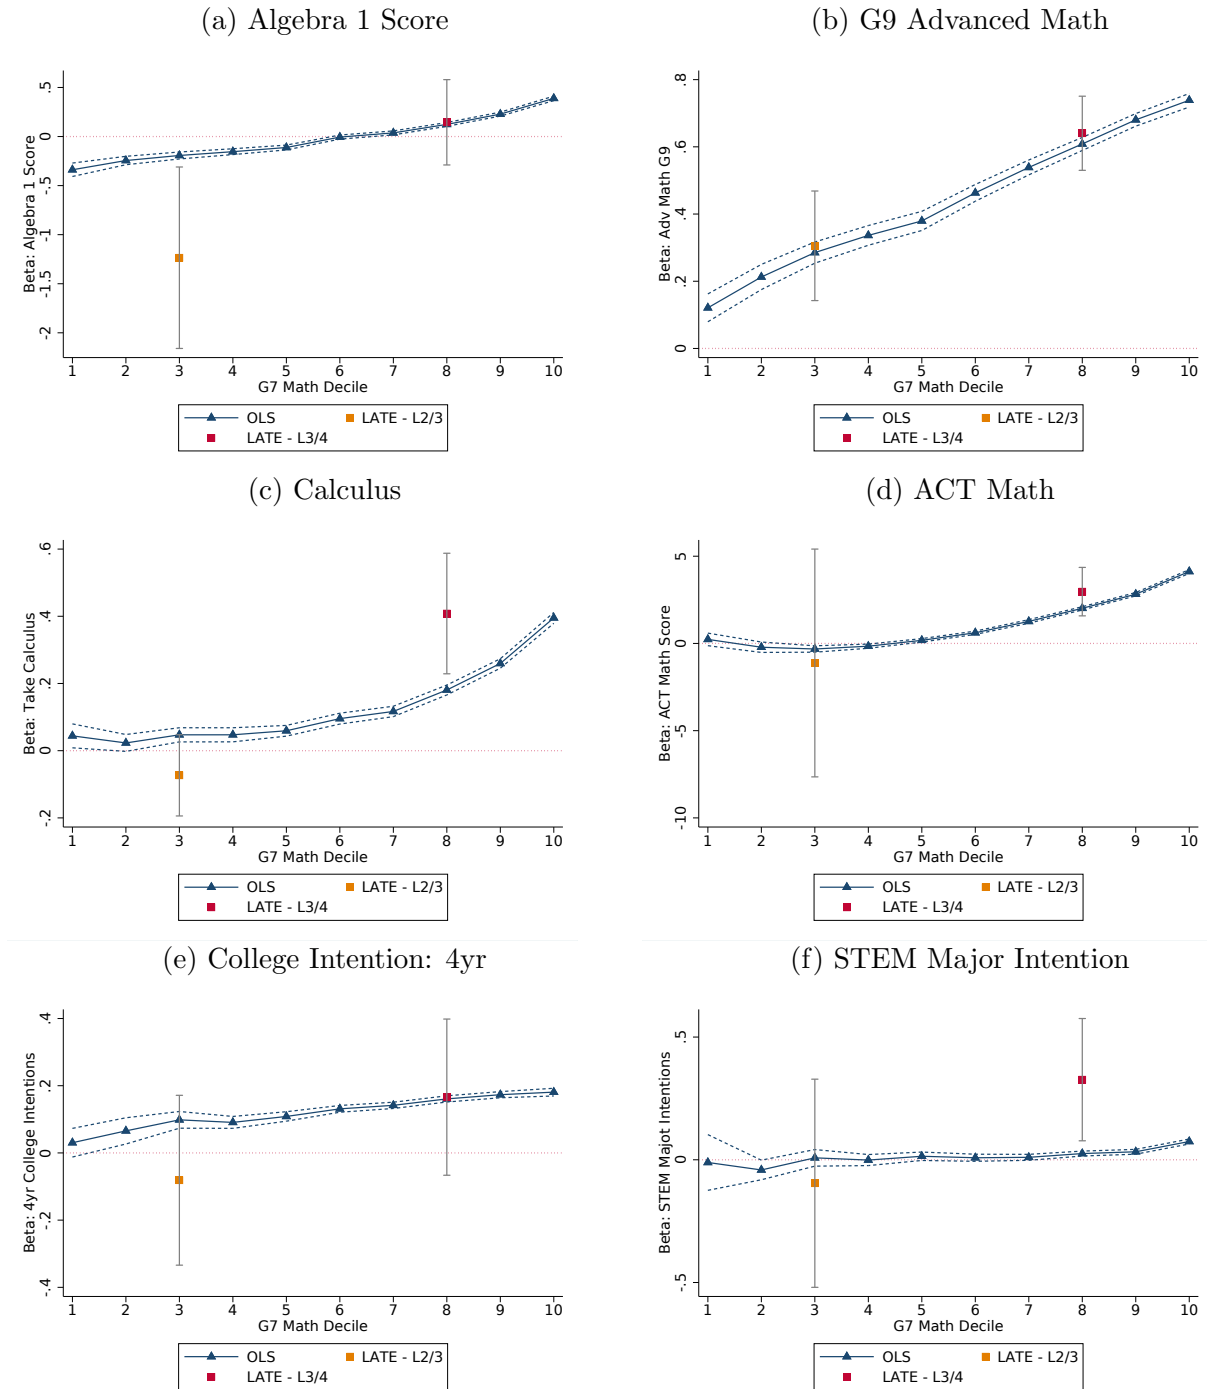 (a) Algebra 1 Score
Beta: Algebra 1 Score
.5
0
-.5
-1
-1.5
-2
1 2 3 4 5 6 7 8 9 10
G7 Math Decile
OLS LATE - L2/3
LATE - L3/4
(b) G9 Advanced Math
Beta: Adv Math G9
.8
.6
.4
.2
0
1 2 3 4 5 6 7 8 9 10
G7 Math Decile
OLS LATE - L2/3
LATE - L3/4
(c) Calculus
Beta: Take Calculus
.6
.4
.2
0
-.2
1 2 3 4 5 6 7 8 9 10
G7 Math Decile
OLS LATE - L2/3
LATE - L3/4
(d) ACT Math
Beta: ACT Math Score
5
0
-5
-10
1 2 3 4 5 6 7 8 9 10
G7 Math Decile
OLS LATE - L2/3
LATE - L3/4
(e) College Intention: 4yr
Beta: 4yr College Intentions
.4
.2
0
-.2
-.4
1 2 3 4 5 6 7 8 9 10
G7 Math Decile
OLS LATE - L2/3
LATE - L3/4
(f) STEM Major Intention
Beta: STEM Majot Intentions
.5
0
-.5
1 2 3 4 5 6 7 8 9 10
G7 Math Decile
OLS LATE - L2/3
LATE - L3/4